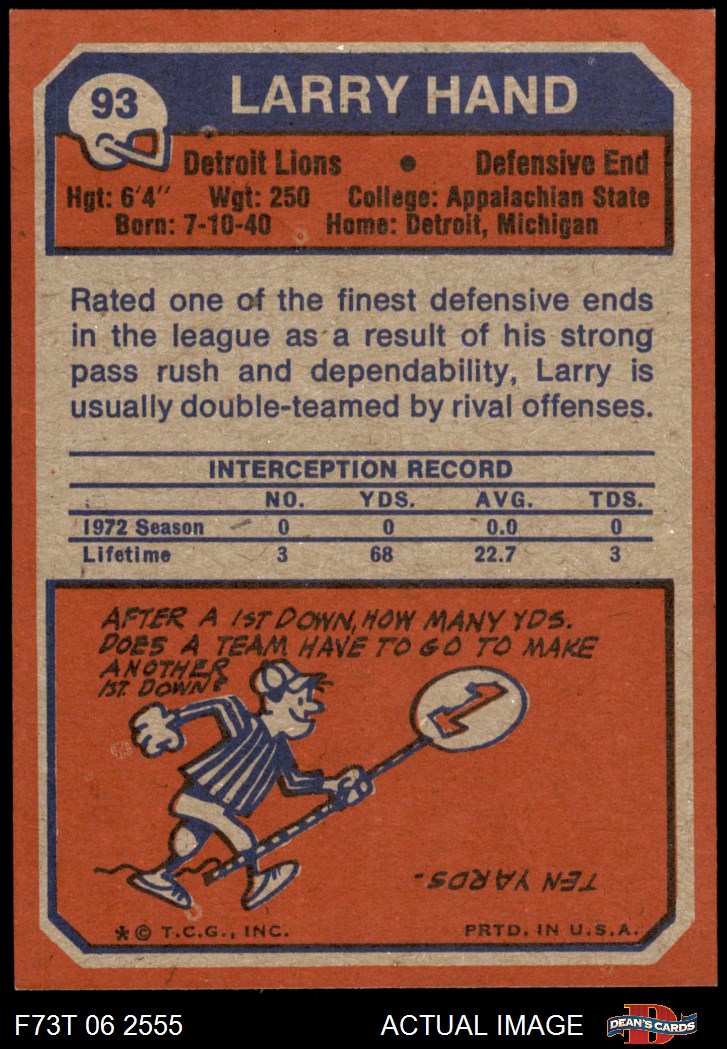 93
LARRY HAND
Detroit Lions • Defensive End
Hgt: 6'4" Wgt: 250 College: Appalachian State
Born: 7-10-40 Home: Detroit, Michigan
Rated one of the finest defensive ends
in the league as a result of his strong
pass rush and dependability, Larry is
usually double-teamed by rival offenses.
INTERCEPTION RECORD
NO. YDS. AVG. TDS.
1972 Season 0 0 0.0 0
Lifetime 3 68 22.7 3
AFTER A 1ST DOWN, HOW MANY YDS.
DOES A TEAM HAVE TO GO TO MAKE
ANOTHER
1ST. DOWN?
1
TEN YARDS.
* © T.C.G., INC. PRTD. IN U.S.A.
F73T 06 2555 ACTUAL IMAGE D DEAN'S CARDS